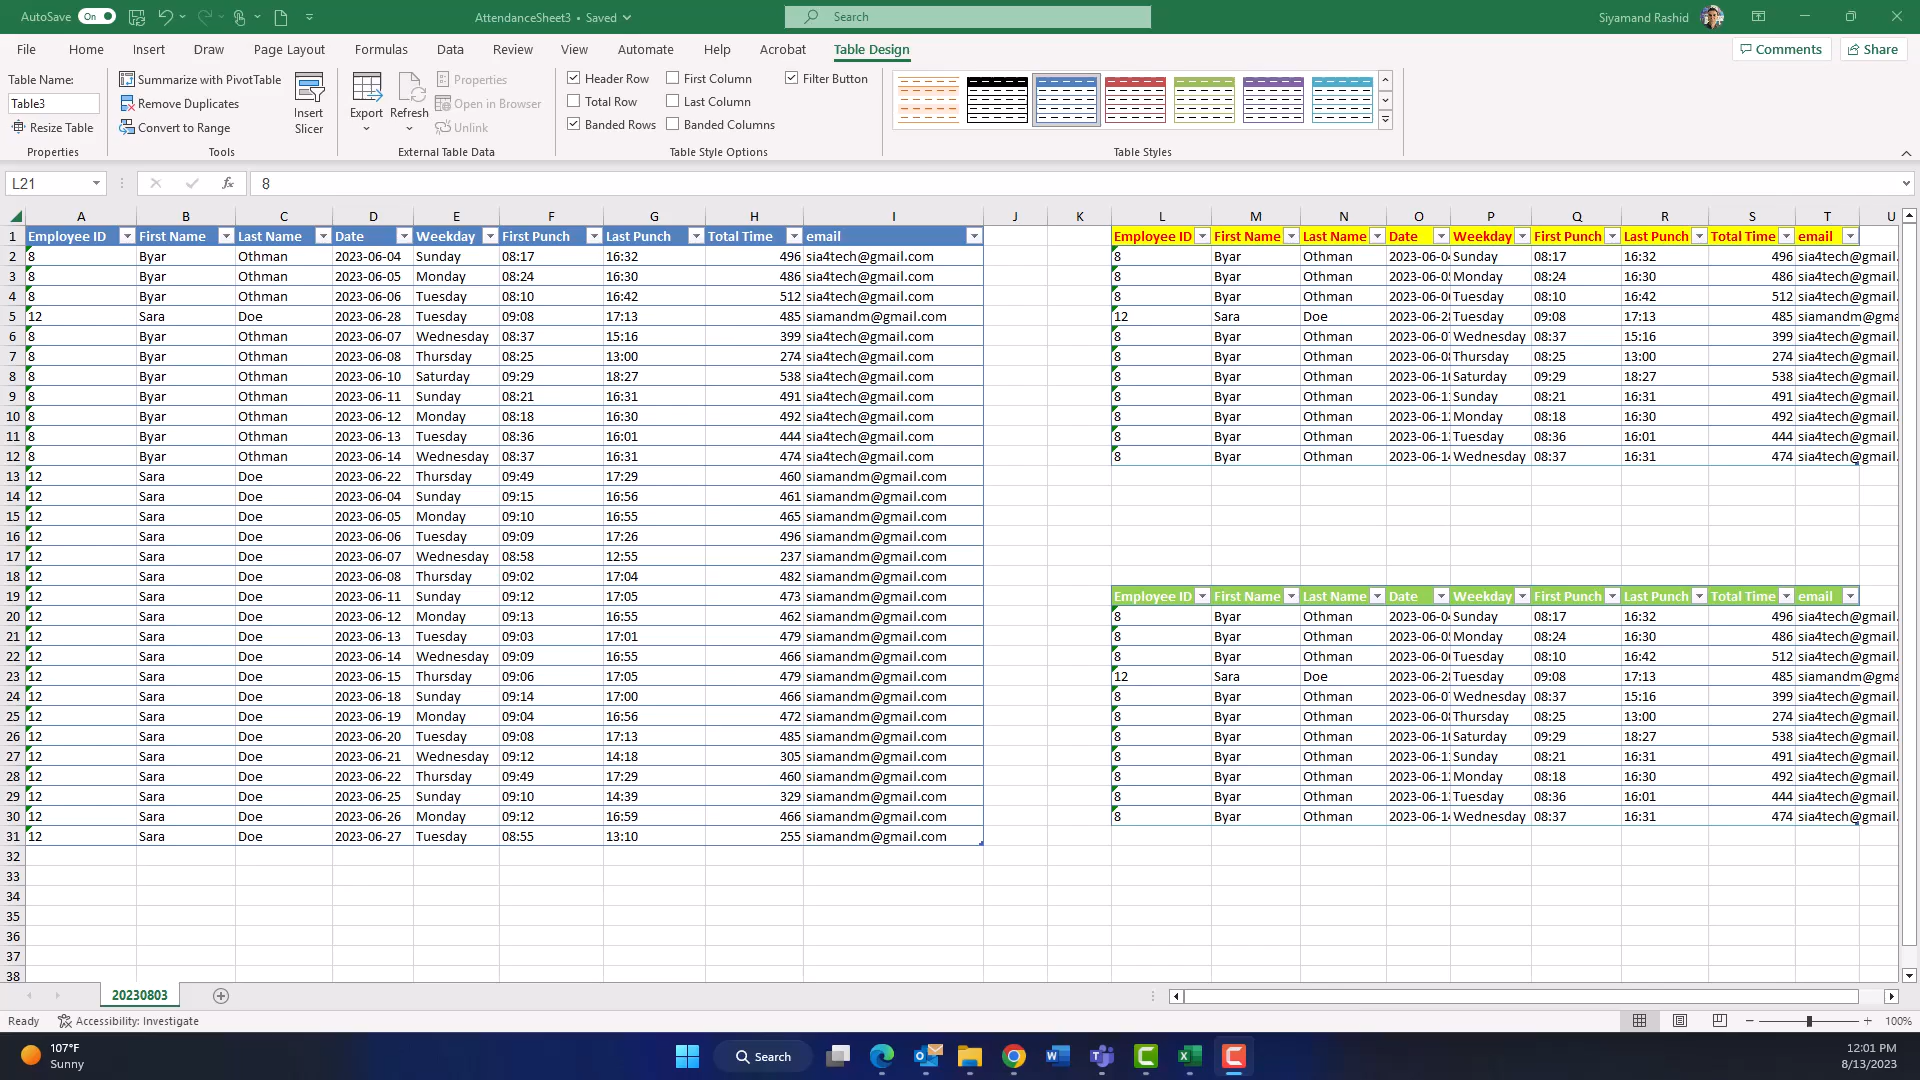 AutoSave On AttendanceSheet3 • Saved Search Siyamand Rashid
File Home Insert Draw Page Layout Formulas Data Review View Automate Help Acrobat Table Design Comments Share
Table Name: Summarize with PivotTable Properties Header Row First Column Filter Button
Table3 Remove Duplicates Insert Slicer Export Refresh Open in Browser Total Row Last Column
Resize Table Convert to Range Unlink Banded Rows Banded Columns
Properties Tools External Table Data Table Style Options Table Styles
L21 fx 8
A B C D E F G H I J K L M N O P Q R S T U
1 Employee ID First Name Last Name Date Weekday First Punch Last Punch Total Time email Employee ID First Name Last Name Date Weekday First Punch Last Punch Total Time email
2 8 Byar Othman 2023-06-04 Sunday 08:17 16:32 496 sia4tech@gmail.com 8 Byar Othman 2023-06-04 Sunday 08:17 16:32 496 sia4tech@gmail.
3 8 Byar Othman 2023-06-05 Monday 08:24 16:30 486 sia4tech@gmail.com 8 Byar Othman 2023-06-05 Monday 08:24 16:30 486 sia4tech@gmail.
4 8 Byar Othman 2023-06-06 Tuesday 08:10 16:42 512 sia4tech@gmail.com 8 Byar Othman 2023-06-06 Tuesday 08:10 16:42 512 sia4tech@gmail.
5 12 Sara Doe 2023-06-28 Tuesday 09:08 17:13 485 siamandm@gmail.com 12 Sara Doe 2023-06-28 Tuesday 09:08 17:13 485 siamandm@gma
6 8 Byar Othman 2023-06-07 Wednesday 08:37 15:16 399 sia4tech@gmail.com 8 Byar Othman 2023-06-07 Wednesday 08:37 15:16 399 sia4tech@gmail.
7 8 Byar Othman 2023-06-08 Thursday 08:25 13:00 274 sia4tech@gmail.com 8 Byar Othman 2023-06-08 Thursday 08:25 13:00 274 sia4tech@gmail.
8 8 Byar Othman 2023-06-10 Saturday 09:29 18:27 538 sia4tech@gmail.com 8 Byar Othman 2023-06-10 Saturday 09:29 18:27 538 sia4tech@gmail.
9 8 Byar Othman 2023-06-11 Sunday 08:21 16:31 491 sia4tech@gmail.com 8 Byar Othman 2023-06-11 Sunday 08:21 16:31 491 sia4tech@gmail.
10 8 Byar Othman 2023-06-12 Monday 08:18 16:30 492 sia4tech@gmail.com 8 Byar Othman 2023-06-12 Monday 08:18 16:30 492 sia4tech@gmail.
11 8 Byar Othman 2023-06-13 Tuesday 08:36 16:01 444 sia4tech@gmail.com 8 Byar Othman 2023-06-13 Tuesday 08:36 16:01 444 sia4tech@gmail.
12 8 Byar Othman 2023-06-14 Wednesday 08:37 16:31 474 sia4tech@gmail.com 8 Byar Othman 2023-06-14 Wednesday 08:37 16:31 474 sia4tech@gmail.
13 12 Sara Doe 2023-06-22 Thursday 09:49 17:29 460 siamandm@gmail.com
14 12 Sara Doe 2023-06-04 Sunday 09:15 16:56 461 siamandm@gmail.com
15 12 Sara Doe 2023-06-05 Monday 09:10 16:55 465 siamandm@gmail.com
16 12 Sara Doe 2023-06-06 Tuesday 09:09 17:26 496 siamandm@gmail.com
17 12 Sara Doe 2023-06-07 Wednesday 08:58 12:55 237 siamandm@gmail.com
18 12 Sara Doe 2023-06-08 Thursday 09:02 17:04 482 siamandm@gmail.com
19 12 Sara Doe 2023-06-11 Sunday 09:12 17:05 473 siamandm@gmail.com Employee ID First Name Last Name Date Weekday First Punch Last Punch Total Time email
20 12 Sara Doe 2023-06-12 Monday 09:13 16:55 462 siamandm@gmail.com 8 Byar Othman 2023-06-04 Sunday 08:17 16:32 496 sia4tech@gmail.
21 12 Sara Doe 2023-06-13 Tuesday 09:03 17:01 479 siamandm@gmail.com 8 Byar Othman 2023-06-05 Monday 08:24 16:30 486 sia4tech@gmail.
22 12 Sara Doe 2023-06-14 Wednesday 09:09 16:55 466 siamandm@gmail.com 8 Byar Othman 2023-06-06 Tuesday 08:10 16:42 512 sia4tech@gmail.
23 12 Sara Doe 2023-06-15 Thursday 09:06 17:05 479 siamandm@gmail.com 12 Sara Doe 2023-06-28 Tuesday 09:08 17:13 485 siamandm@gma
24 12 Sara Doe 2023-06-18 Sunday 09:14 17:00 466 siamandm@gmail.com 8 Byar Othman 2023-06-07 Wednesday 08:37 15:16 399 sia4tech@gmail.
25 12 Sara Doe 2023-06-19 Monday 09:04 16:56 472 siamandm@gmail.com 8 Byar Othman 2023-06-08 Thursday 08:25 13:00 274 sia4tech@gmail.
26 12 Sara Doe 2023-06-20 Tuesday 09:08 17:13 485 siamandm@gmail.com 8 Byar Othman 2023-06-10 Saturday 09:29 18:27 538 sia4tech@gmail.
27 12 Sara Doe 2023-06-21 Wednesday 09:12 14:18 305 siamandm@gmail.com 8 Byar Othman 2023-06-11 Sunday 08:21 16:31 491 sia4tech@gmail.
28 12 Sara Doe 2023-06-22 Thursday 09:49 17:29 460 siamandm@gmail.com 8 Byar Othman 2023-06-12 Monday 08:18 16:30 492 sia4tech@gmail.
29 12 Sara Doe 2023-06-25 Sunday 09:10 14:39 329 siamandm@gmail.com 8 Byar Othman 2023-06-13 Tuesday 08:36 16:01 444 sia4tech@gmail.
30 12 Sara Doe 2023-06-26 Monday 09:12 16:59 466 siamandm@gmail.com 8 Byar Othman 2023-06-14 Wednesday 08:37 16:31 474 sia4tech@gmail.
31 12 Sara Doe 2023-06-27 Tuesday 08:55 13:10 255 siamandm@gmail.com
32
33
34
35
36
37
38
20230803
Ready Accessibility: Investigate 100%
107°F Search 12:01 PM
Sunny 8/13/2023